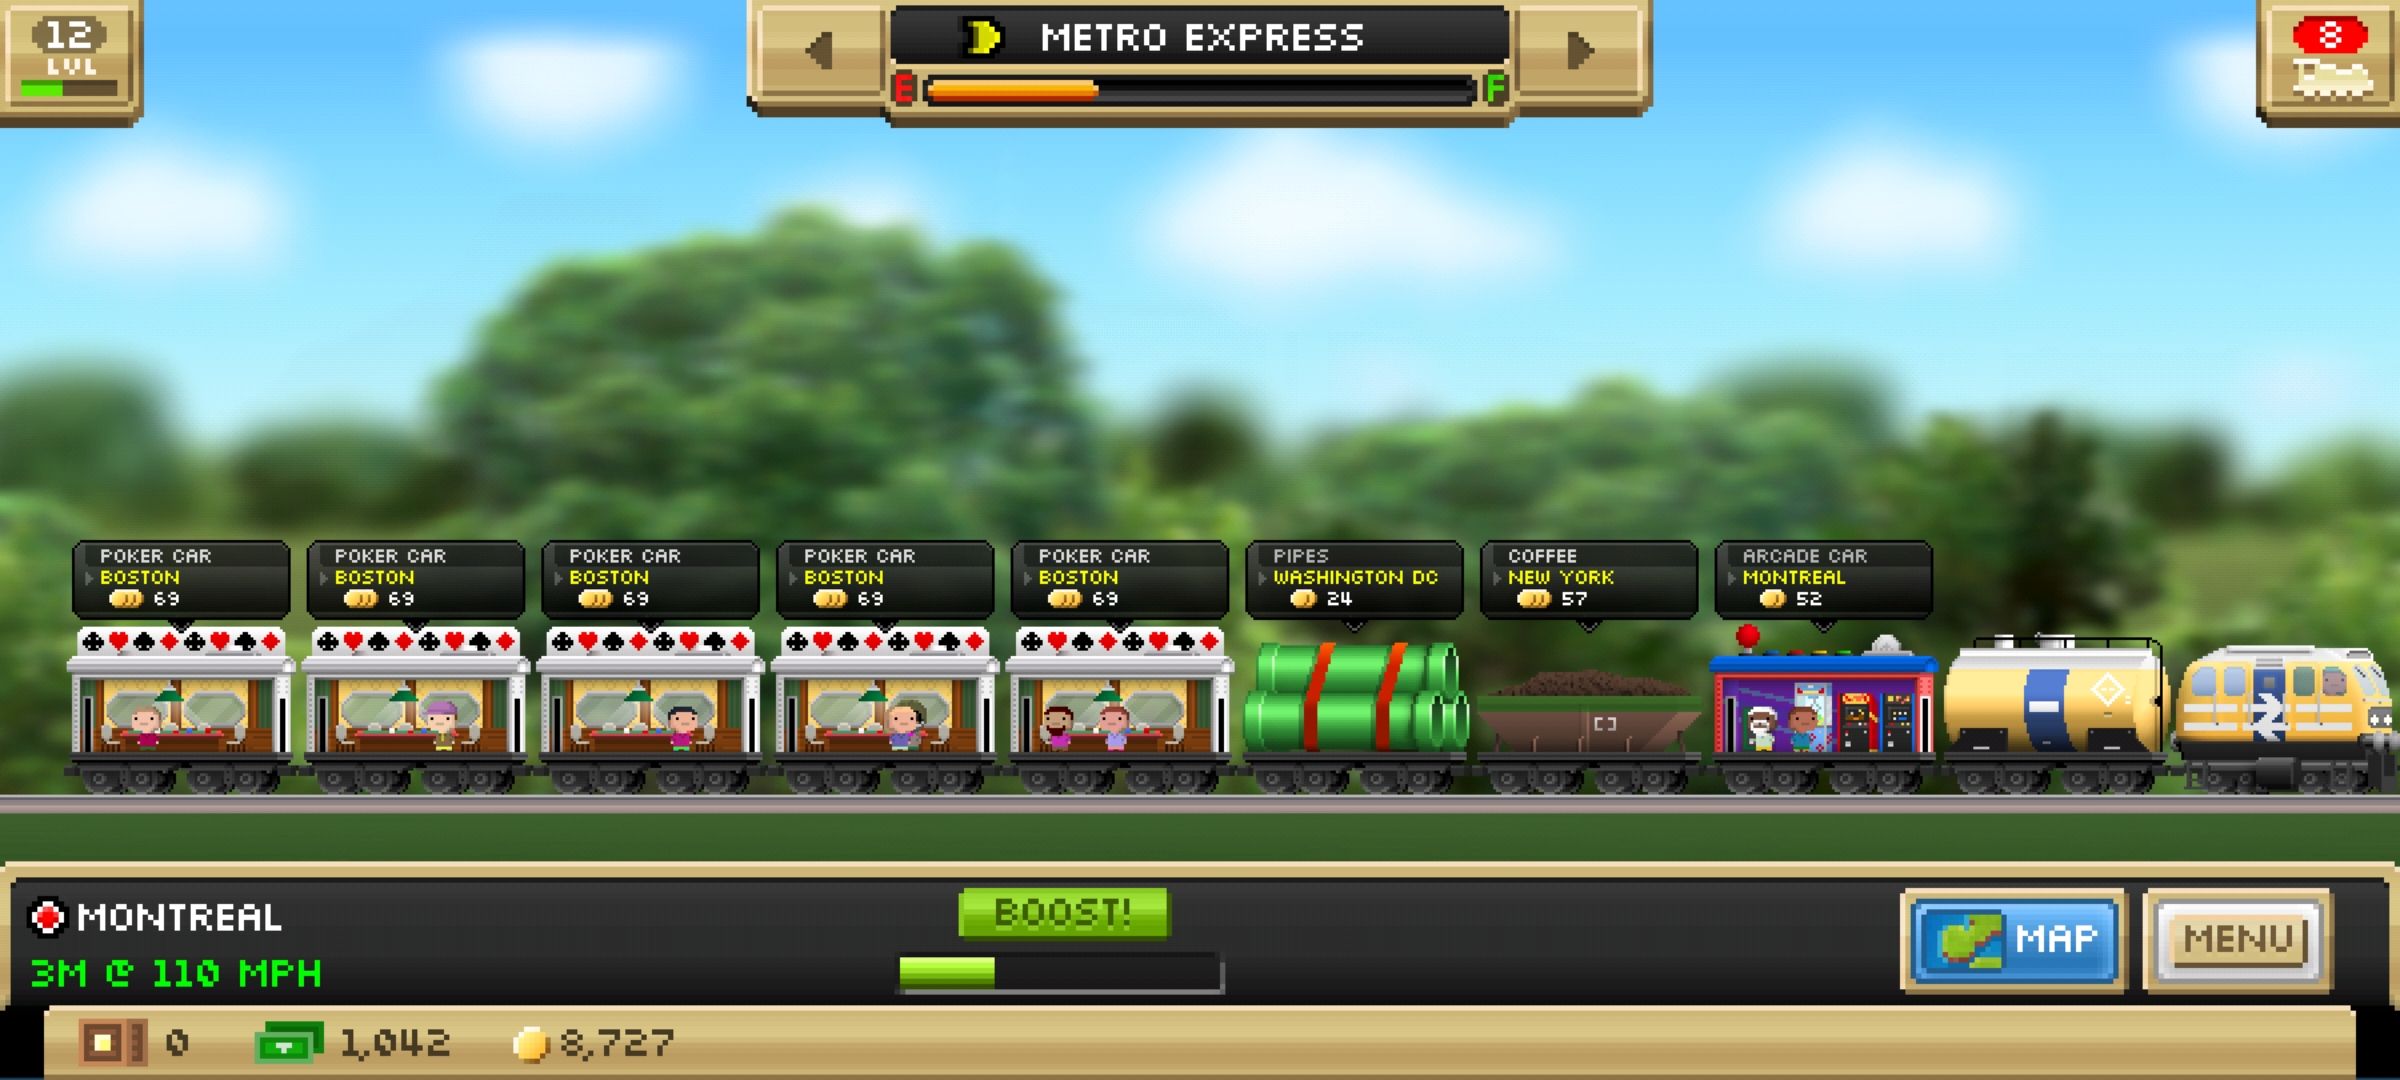 12
LVL
METRO EXPRESS
E F
8
POKER CAR
BOSTON
69
POKER CAR
BOSTON
69
POKER CAR
BOSTON
69
POKER CAR
BOSTON
69
POKER CAR
BOSTON
69
PIPES
WASHINGTON DC
24
COFFEE
NEW YORK
57
ARCADE CAR
MONTREAL
52
MONTREAL
3M @ 110 MPH
BOOST!
MAP
MENU
0 1,042 8,727